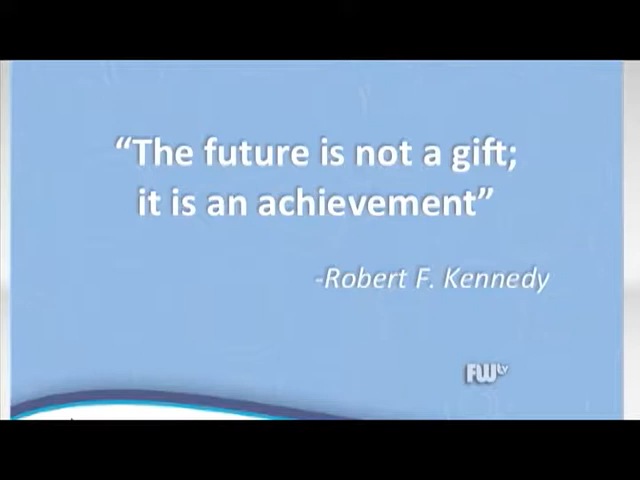 “The future is not a gift;
it is an achievement”
-Robert F. Kennedy
FWtv